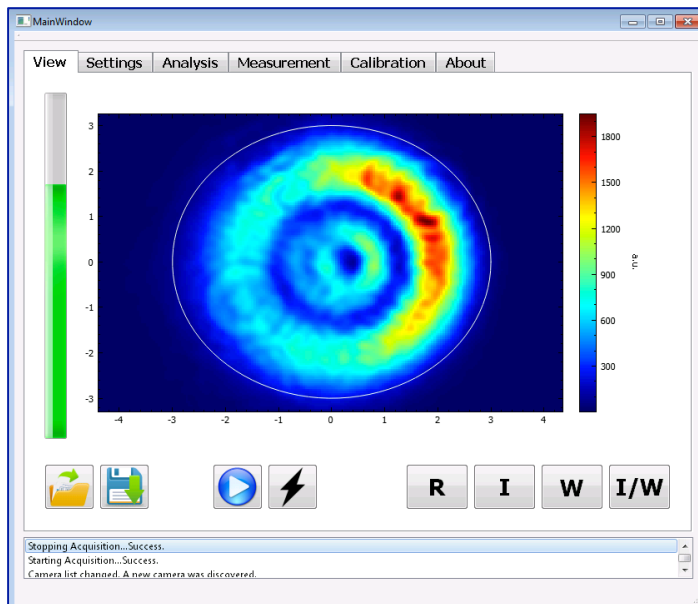 MainWindow
View Settings Analysis Measurement Calibration About
3
2
1
0
-1
-2
-3
-4 -2 -1 0 1 2 3 4
1800
1500
1200
900
600
300
a.u.
R I W I/W
Stopping Acquisition...Success.
Starting Acquisition...Success.
Camera list changed. A new camera was discovered.